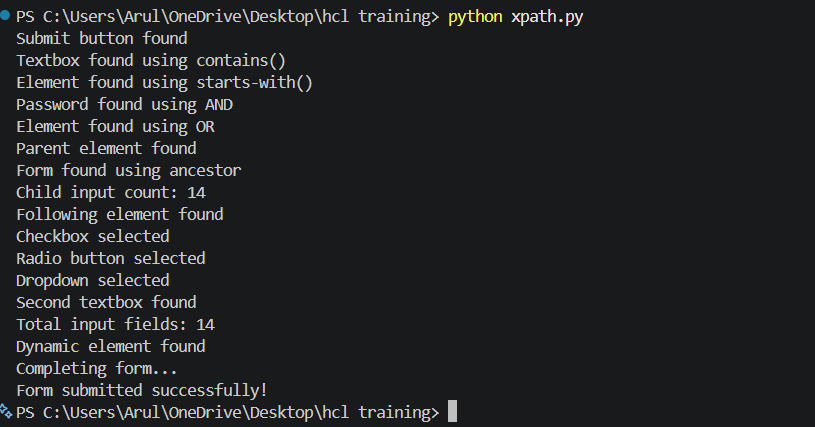 PS C:\Users\Arul\OneDrive\Desktop\hcl training> python xpath.py
Submit button found
Textbox found using contains()
Element found using starts-with()
Password found using AND
Element found using OR
Parent element found
Form found using ancestor
Child input count: 14
Following element found
Checkbox selected
Radio button selected
Dropdown selected
Second textbox found
Total input fields: 14
Dynamic element found
Completing form...
Form submitted successfully!
PS C:\Users\Arul\OneDrive\Desktop\hcl training>